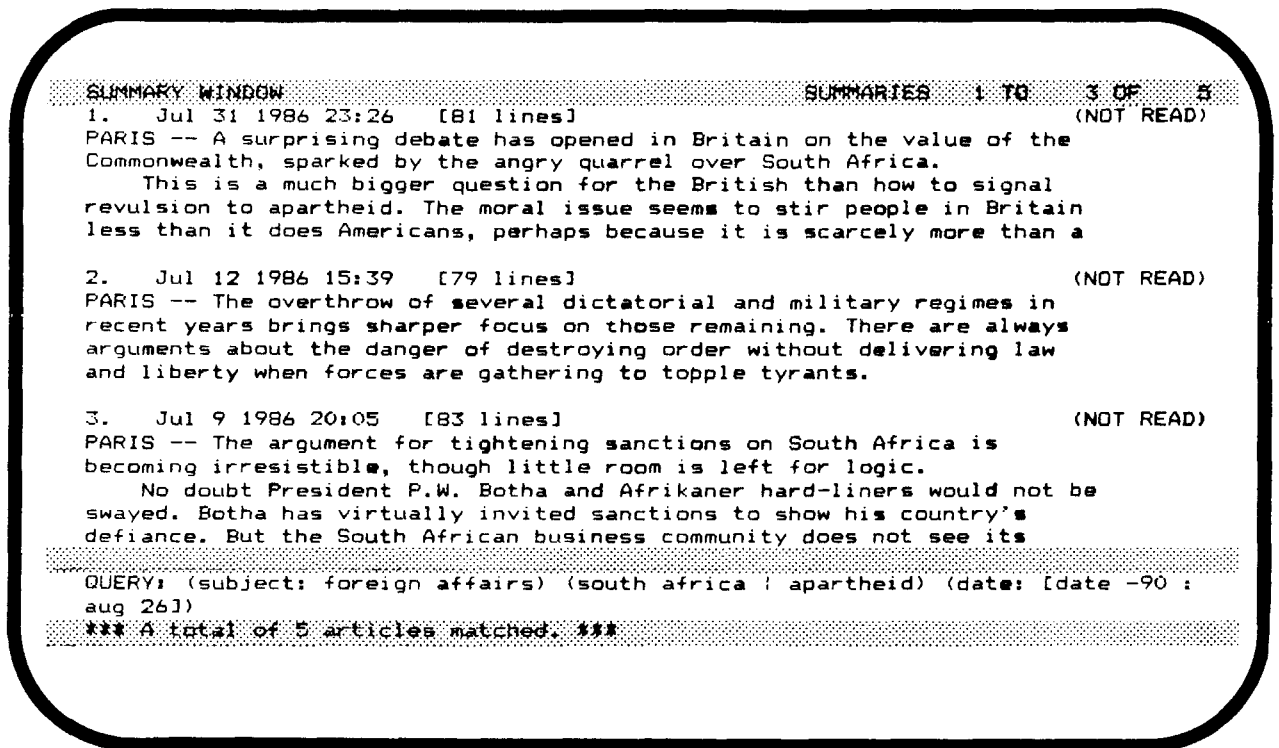 SUMMARY WINDOW SUMMARIES 1 TO 3 OF 5
1. Jul 31 1986 23:26 [81 lines] (NOT READ)
PARIS -- A surprising debate has opened in Britain on the value of the
Commonwealth, sparked by the angry quarrel over South Africa.
This is a much bigger question for the British than how to signal
revulsion to apartheid. The moral issue seems to stir people in Britain
less than it does Americans, perhaps because it is scarcely more than a
2. Jul 12 1986 15:39 [79 lines] (NOT READ)
PARIS -- The overthrow of several dictatorial and military regimes in
recent years brings sharper focus on those remaining. There are always
arguments about the danger of destroying order without delivering law
and liberty when forces are gathering to topple tyrants.
3. Jul 9 1986 20:05 [83 lines] (NOT READ)
PARIS -- The argument for tightening sanctions on South Africa is
becoming irresistible, though little room is left for logic.
No doubt President P.W. Botha and Afrikaner hard-liners would not be
swayed. Botha has virtually invited sanctions to show his country's
defiance. But the South African business community does not see its
QUERY: (subject: foreign affairs) (south africa | apartheid) (date: [date -90 :
aug 26])
*** A total of 5 articles matched. ***